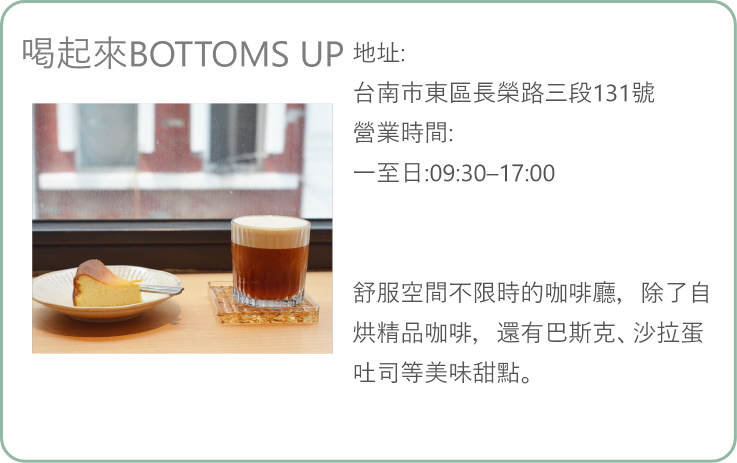 喝起來BOTTOMS UP
地址:
台南市東區長榮路三段131號
營業時間:
一至日:09:30–17:00
舒服空間不限時的咖啡廳，除了自
烘精品咖啡，還有巴斯克、沙拉蛋
吐司等美味甜點。